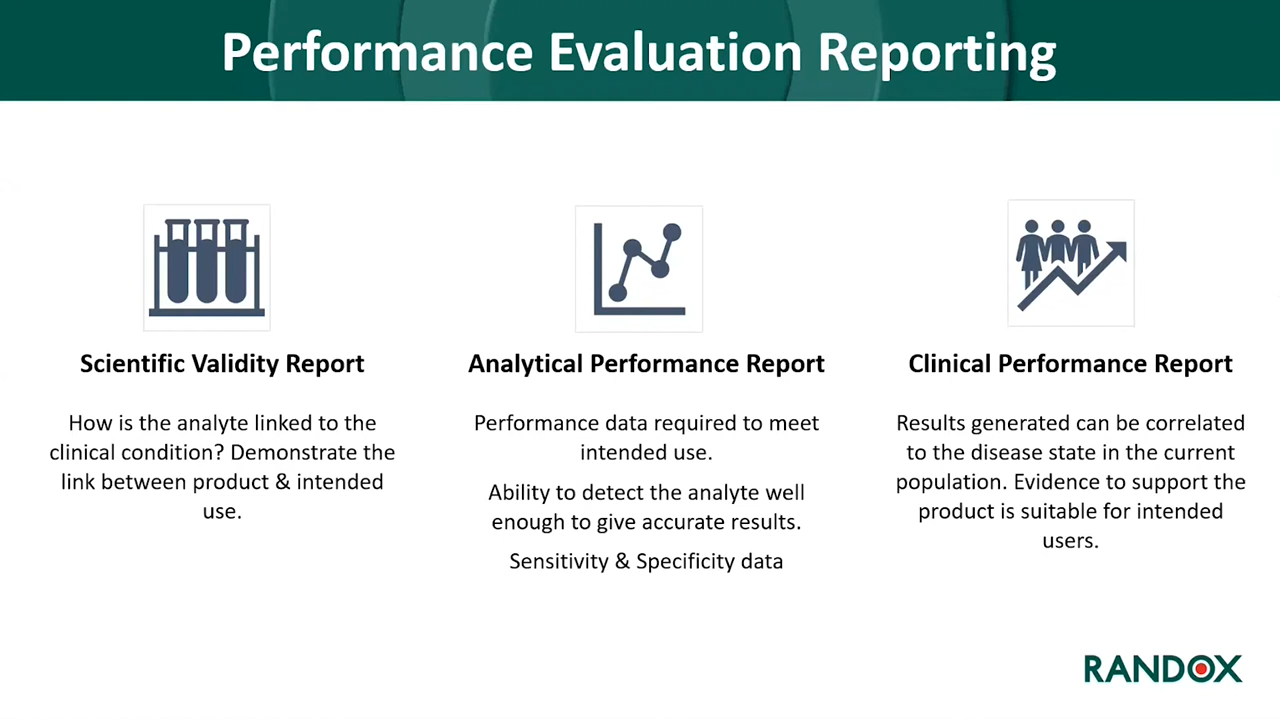 Performance Evaluation Reporting
Scientific Validity Report
How is the analyte linked to the
clinical condition? Demonstrate the
link between product & intended
use.
Analytical Performance Report
Performance data required to meet
intended use.
Ability to detect the analyte well
enough to give accurate results.
Sensitivity & Specificity data
Clinical Performance Report
Results generated can be correlated
to the disease state in the current
population. Evidence to support the
product is suitable for intended
users.
RANDOX